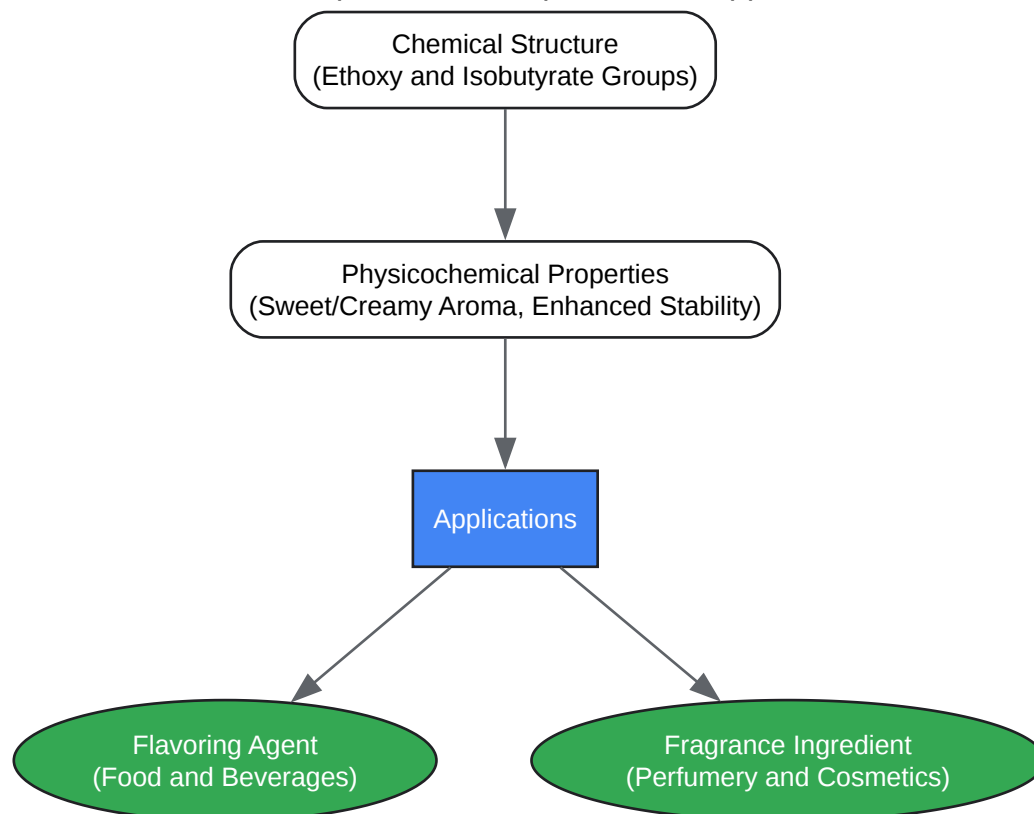 Chemical Structure
(Ethoxy and Isobutyrate Groups)
Physicochemical Properties
(Sweet/Creamy Aroma, Enhanced Stability)
Applications
Flavoring Agent
(Food and Beverages)
Fragrance Ingredient
(Perfumery and Cosmetics)